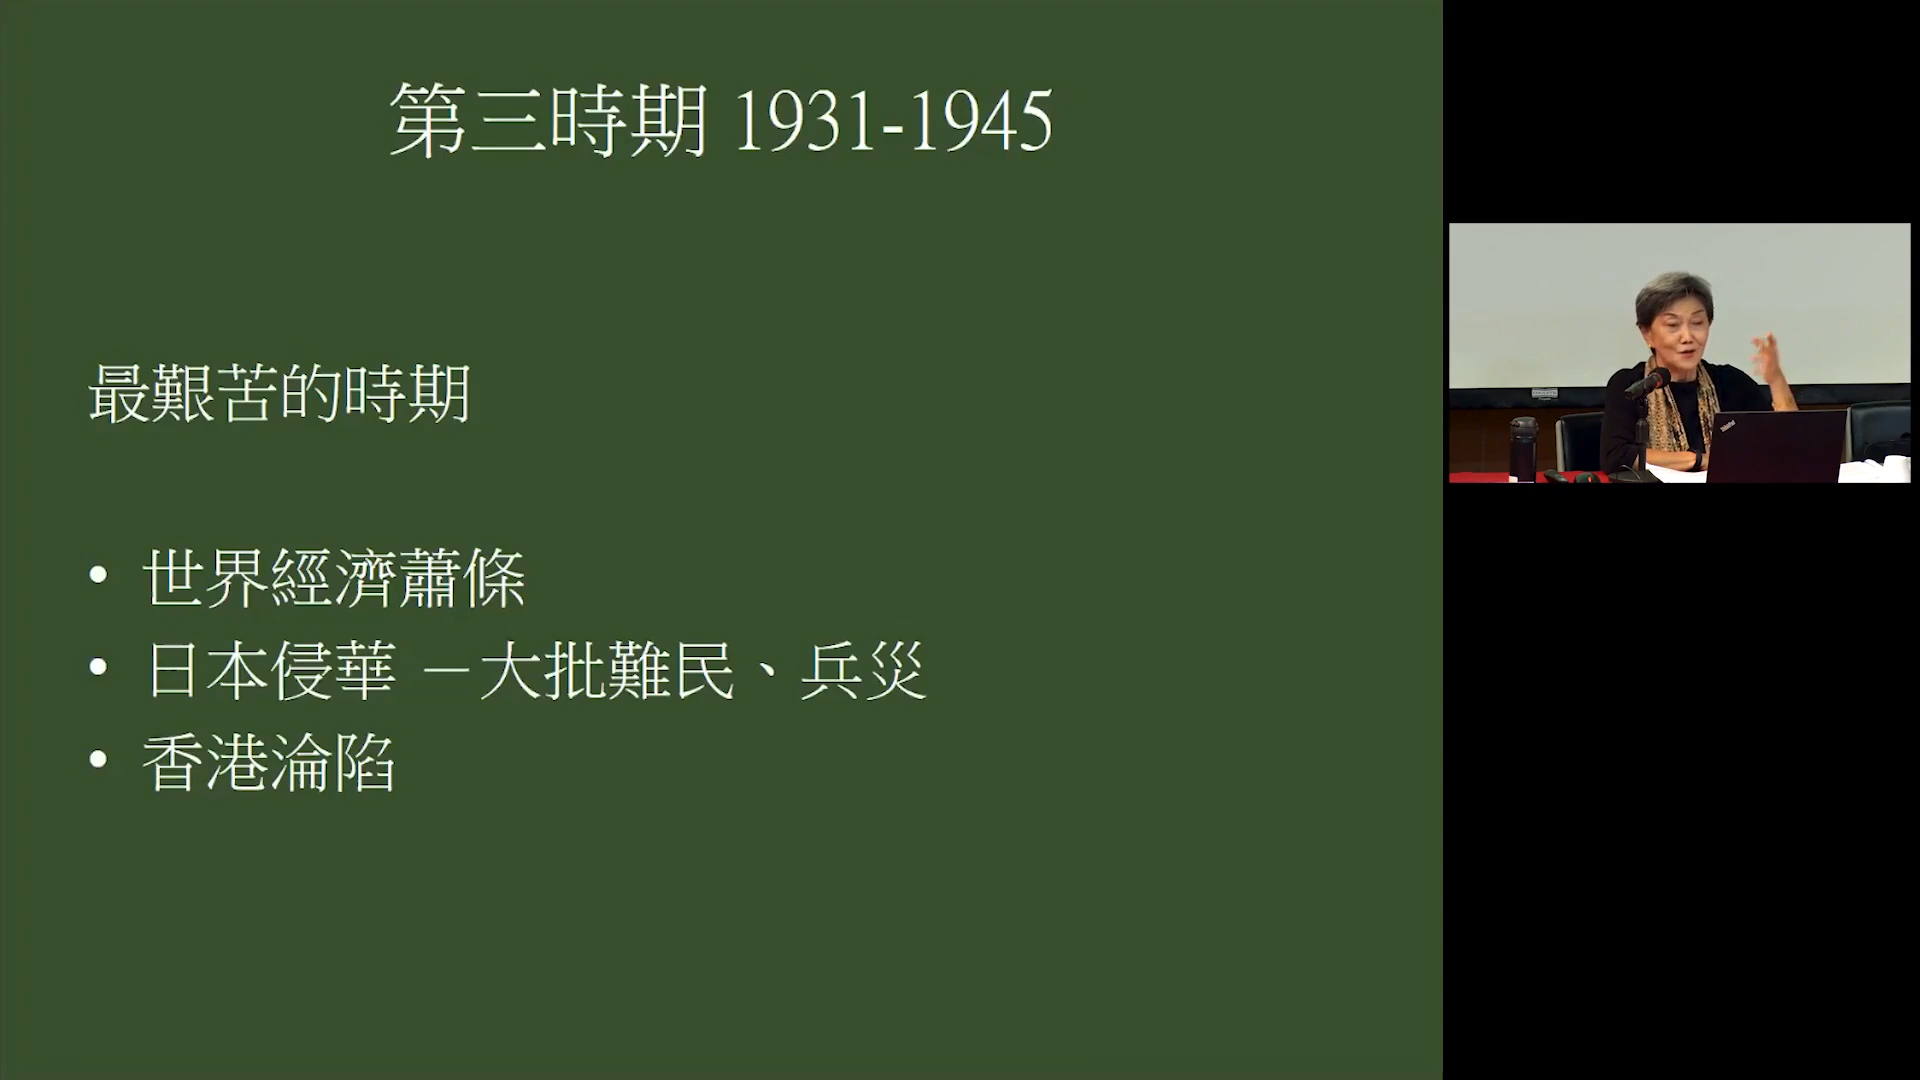 第三時期 1931-1945
最艱苦的時期
• 世界經濟蕭條
• 日本侵華 －大批難民、兵災
• 香港淪陷
ThinkPad